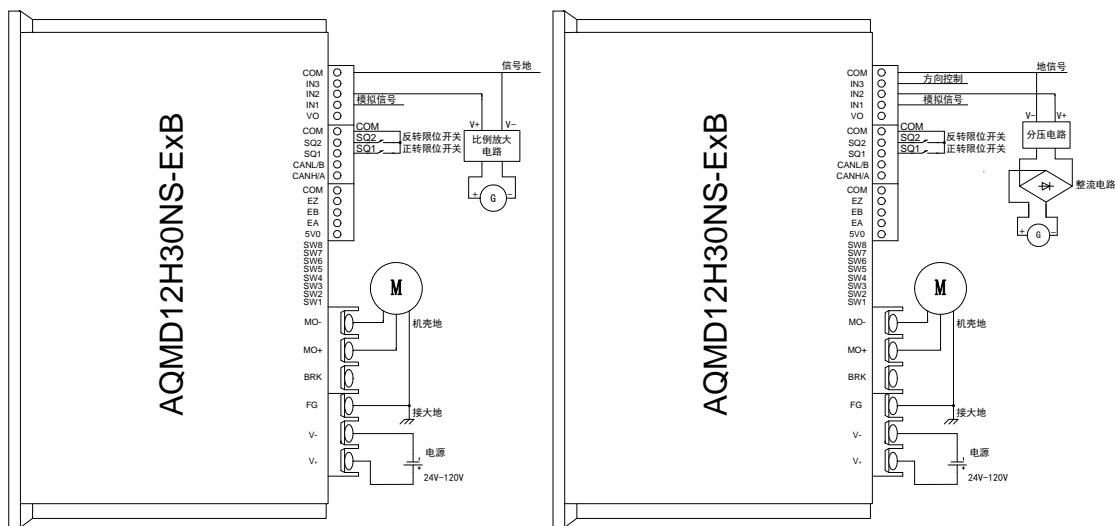 AQMD12H30NS-ExB
COM
IN3
IN2
IN1
VO
COM
SQ2
SQ1
CANL/B
CANH/A
COM
EZ
EB
EA
5V0
SW8
SW7
SW6
SW5
SW4
SW3
SW2
SW1
MO-
MO+
BRK
FG
V-
V+
信号地
模拟信号
V+ V-
比例放大
电路
COM
SQ2 反转限位开关
SQ1 正转限位开关
+ G -
M
机壳地
接大地
电源
24V-120V
AQMD12H30NS-ExB
COM
IN3
IN2
IN1
VO
COM
SQ2
SQ1
CANL/B
CANH/A
COM
EZ
EB
EA
5V0
SW8
SW7
SW6
SW5
SW4
SW3
SW2
SW1
MO-
MO+
BRK
FG
V-
V+
地信号
方向控制
模拟信号
V- V+
分压电路
COM
SQ2 反转限位开关
SQ1 正转限位开关
整流电路
+ G -
M
机壳地
接大地
电源
24V-120V